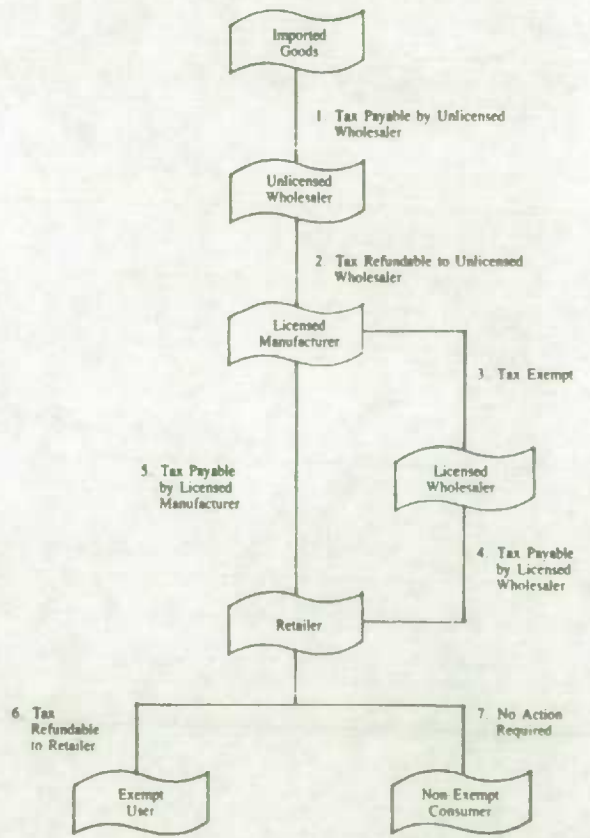 Imported
Goods
1. Tax Payable by Unlicensed
Wholesaler
Unlicensed
Wholesaler
2. Tax Refundable to Unlicensed
Wholesaler
Licensed
Manufacturer
3. Tax Exempt
5. Tax Payable
by Licensed
Manufacturer
Licensed
Wholesaler
4. Tax Payable
by Licensed
Wholesaler
Retailer
6. Tax
Refundable
to Retailer
7. No Action
Required
Exempt
User
Non-Exempt
Consumer